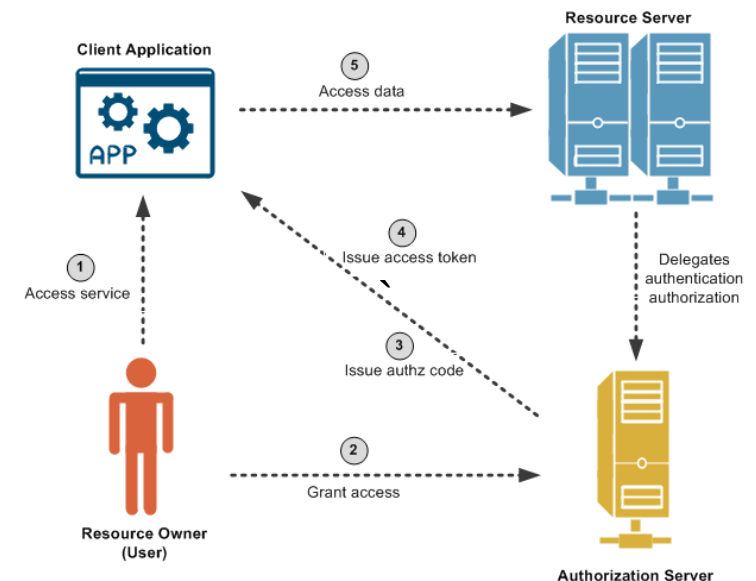 Resource Server
Client Application
5
Access data
APP
4
Issue access token
1
Access service
Delegates
authentication
authorization
3
Issue authz code
2
Grant access
Resource Owner
(User)
Authorization Server